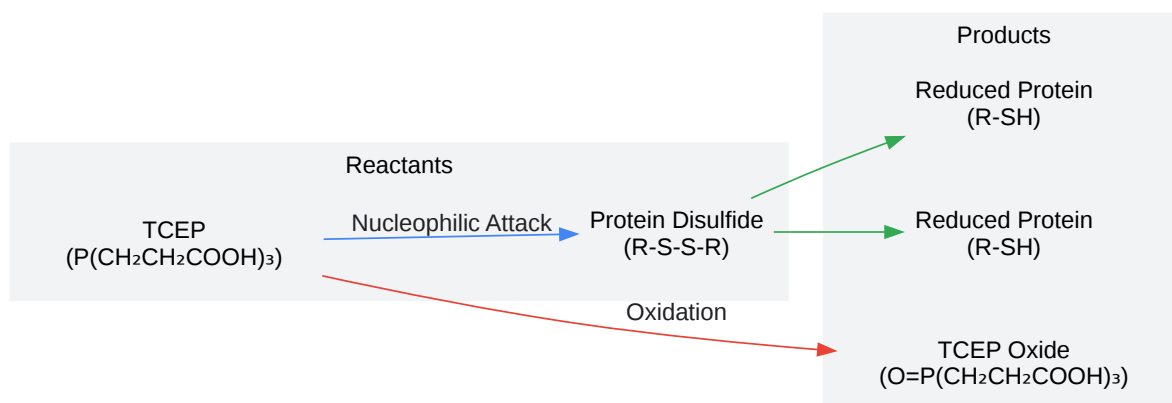 Products
Reduced Protein
(R-SH)
Reactants
TCEP
(P(CH₂CH₂COOH)₃)
Nucleophilic Attack
Protein Disulfide
(R-S-S-R)
Reduced Protein
(R-SH)
Oxidation
TCEP Oxide
(O=P(CH₂CH₂COOH)₃)